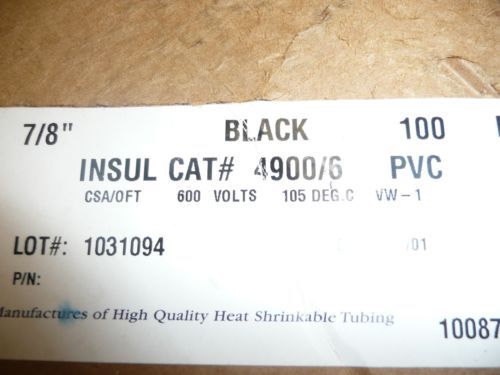 7/8" BLACK 100
INSUL CAT# 4900/6 PVC
CSA/OFT 600 VOLTS 105 DEG.C VW-1
LOT#: 1031094 01
P/N:
Manufactures of High Quality Heat Shrinkable Tubing
10087